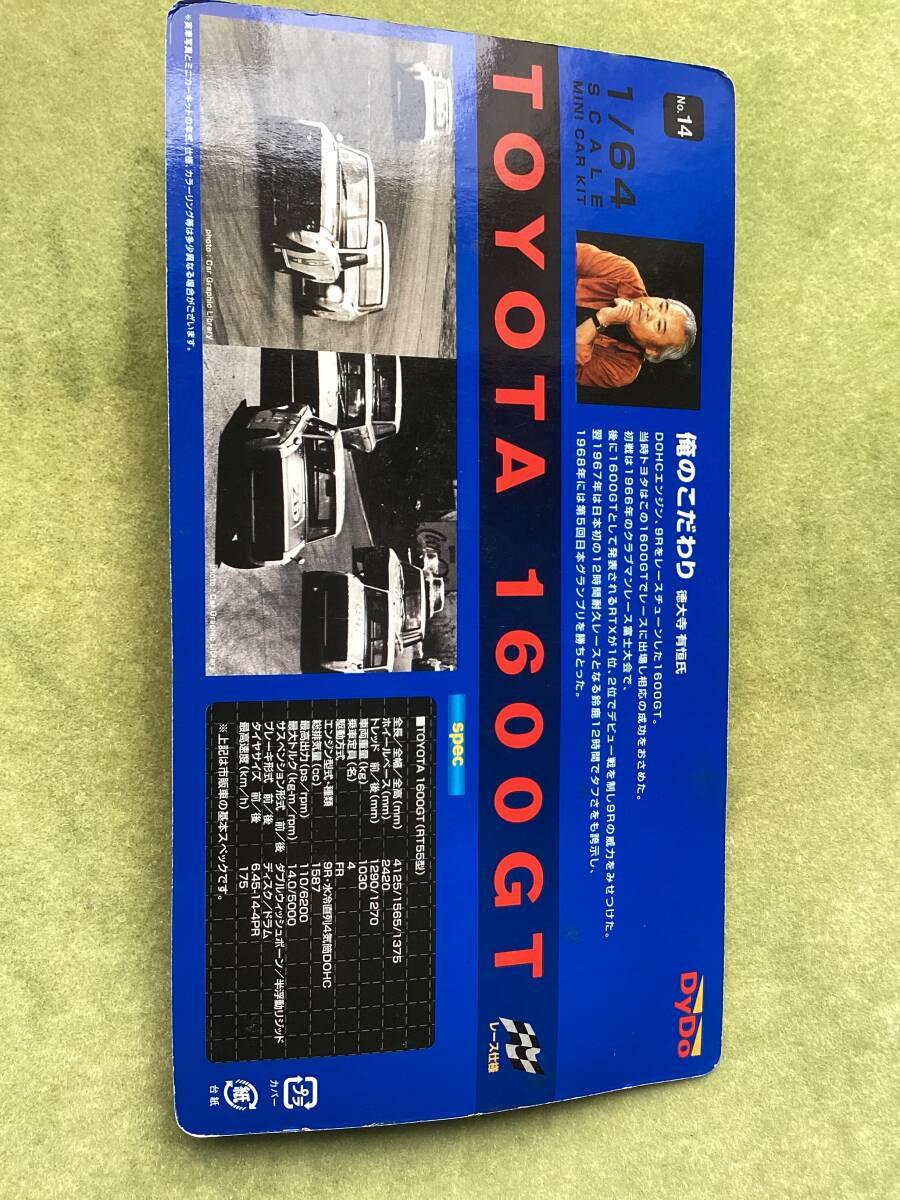 No.14
1/64
SCALE
MINI CAR KIT
DyDo
俺のこだわり 徳大寺 有恒氏
DOHCエンジン、9Rをレースチューンした1600GT。
当時トヨタはこの1600GTでレースに出場し相応の成功をおさめた。
初戦は1966年のクラブマンレース富士大会で、
後に1600GTとして発表されるRTXが1位、2位でデビュー戦を制し9Rの威力をみせつけた。
翌1967年は日本初の12時間耐久レースとなる鈴鹿12時間でタフさをも誇示し、
1968年には第5回日本グランプリを勝ちとった。
TOYOTA 1600GT
レース仕様
photo : Car Graphic Library
photo : Car Graphic Library
※実車写真とミニカーキットの年式、仕様、カラーリング等は多少異なる場合がございます。
spec
■TOYOTA 1600GT(RT55型)
全長/全幅/全高(mm) 4125/1565/1375
ホイールベース(mm) 2420
トレッド 前/後(mm) 1290/1270
車両重量(kg) 1030
乗車定員(名) 4
駆動方式 FR
エンジン型式・種類 9R・水冷直列4気筒DOHC
総排気量(cc) 1587
最高出力(ps/rpm) 110/6200
最大トルク(kg-m/rpm) 14.0/5000
サスペンション形式 前/後 ダブルウィッシュボーン/半浮動リジッド
ブレーキ形式 前/後 ディスク/ドラム
タイヤサイズ 前/後 6.45-14-4PR
最高速度(km/h) 175
※上記は市販車の基本スペックです。
プラ
カバー
紙
台紙